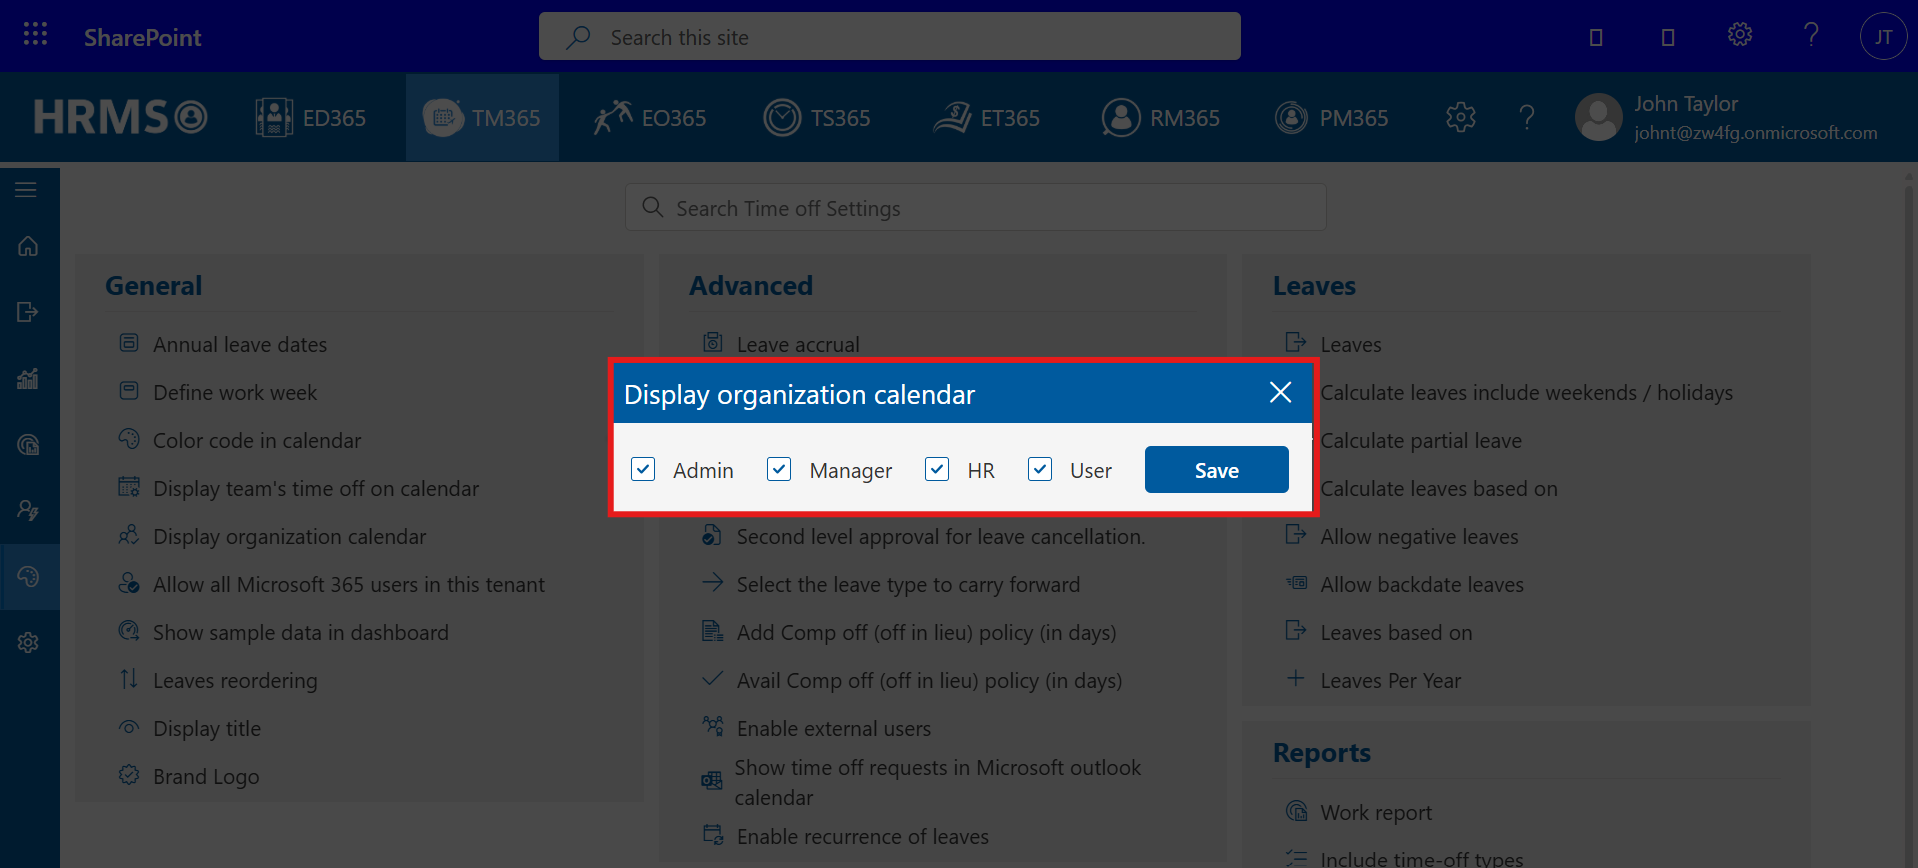 SharePoint
Search this site
JT
HRMS
ED365
TM365
EO365
TS365
ET365
RM365
PM365
John Taylor
johnt@zw4fg.onmicrosoft.com
Search Time off Settings
General
Annual leave dates
Define work week
Color code in calendar
Display team's time off on calendar
Display organization calendar
Allow all Microsoft 365 users in this tenant
Show sample data in dashboard
Leaves reordering
Display title
Brand Logo
Advanced
Leave accrual
Display organization calendar
Admin
Manager
HR
User
Save
Second level approval for leave cancellation.
Select the leave type to carry forward
Add Comp off (off in lieu) policy (in days)
Avail Comp off (off in lieu) policy (in days)
Enable external users
Show time off requests in Microsoft outlook
calendar
Enable recurrence of leaves
Leaves
Leaves
Calculate leaves include weekends / holidays
Calculate partial leave
Calculate leaves based on
Allow negative leaves
Allow backdate leaves
Leaves based on
Leaves Per Year
Reports
Work report
Include time-off types